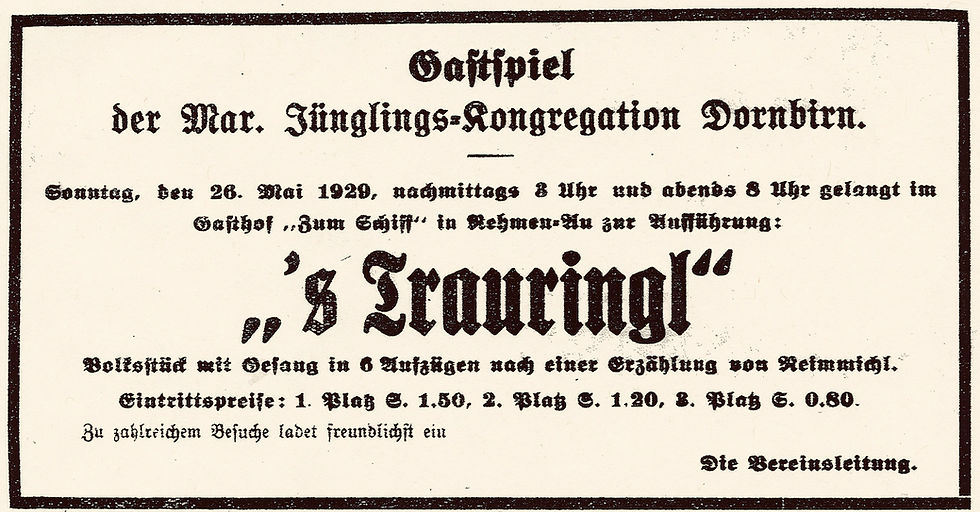 Gastspiel
der Mar. Jünglings-Kongregation Dornbirn.
Sonntag, den 26. Mai 1929, nachmittags 3 Uhr und abends 8 Uhr gelangt im
Gasthof „Zum Schiff“ in Rehmen-Au zur Aufführung:
„'s Trauringl“
Volksstück mit Gesang in 6 Aufzügen nach einer Erzählung von Reimmichl.
Eintrittspreise: 1. Platz S. 1.50, 2. Platz S. 1.20, 3. Platz S. 0.80.
Zu zahlreichem Besuche ladet freundlichst ein
Die Vereinsleitung.